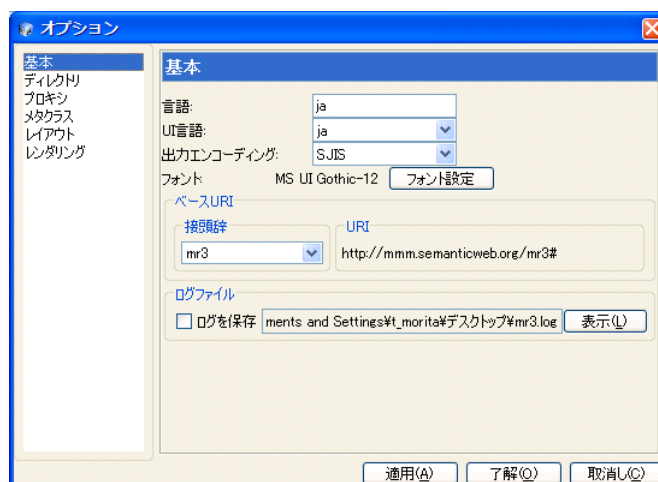 オプション
基本
ディレクトリ
プロキシ
メタクラス
レイアウト
レンダリング
基本
言語: ja
UI言語: ja
出力エンコーディング: SJIS
フォント MS UI Gothic-12 フォント設定
ベースURI
接頭辞 URI
mr3 http://mmm.semanticweb.org/mr3#
ログファイル
ログを保存 ments and Settings¥t_morita¥デスクトップ¥mr3.log 表示(L)
適用(A) 了解(O) 取消し(C)